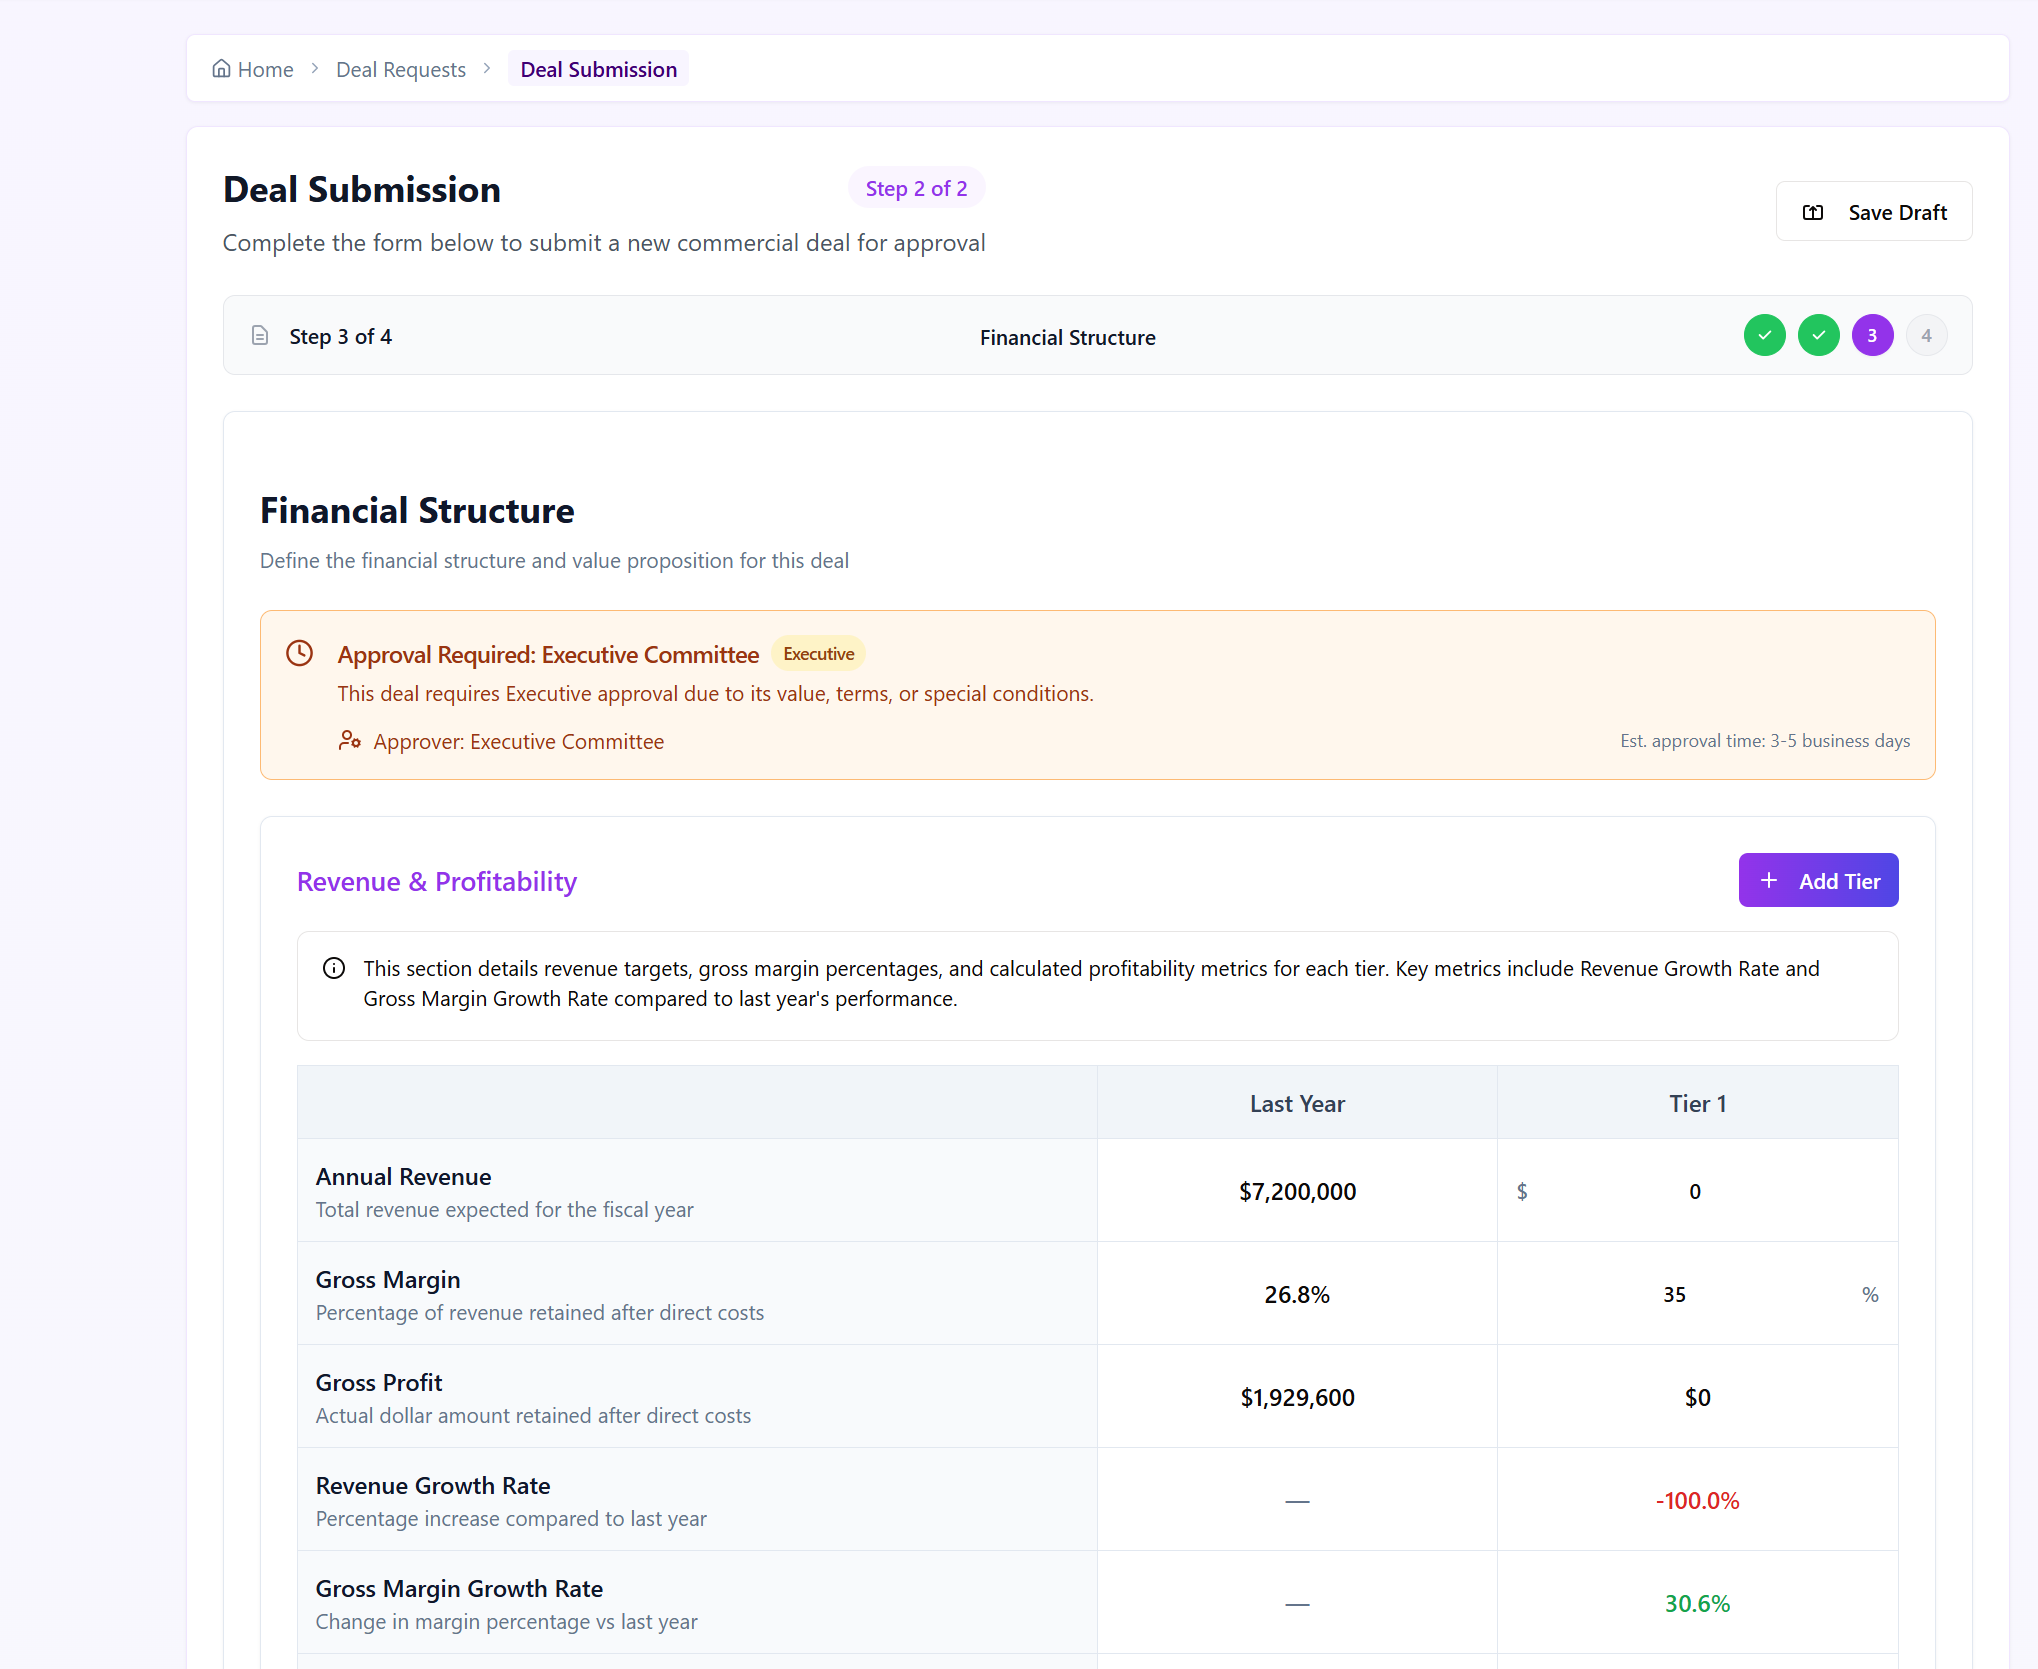 Home > Deal Requests > Deal Submission
Deal Submission
Step 2 of 2
Complete the form below to submit a new commercial deal for approval
Save Draft
Step 3 of 4
Financial Structure
3
4
Financial Structure
Define the financial structure and value proposition for this deal
Approval Required: Executive Committee
Executive
This deal requires Executive approval due to its value, terms, or special conditions.
Approver: Executive Committee
Est. approval time: 3-5 business days
Revenue & Profitability
+ Add Tier
This section details revenue targets, gross margin percentages, and calculated profitability metrics for each tier. Key metrics include Revenue Growth Rate and
Gross Margin Growth Rate compared to last year's performance.
Last Year
Tier 1
Annual Revenue
Total revenue expected for the fiscal year
$7,200,000
$ 0
Gross Margin
Percentage of revenue retained after direct costs
26.8%
35 %
Gross Profit
Actual dollar amount retained after direct costs
$1,929,600
$0
Revenue Growth Rate
Percentage increase compared to last year
—
-100.0%
Gross Margin Growth Rate
Change in margin percentage vs last year
—
30.6%